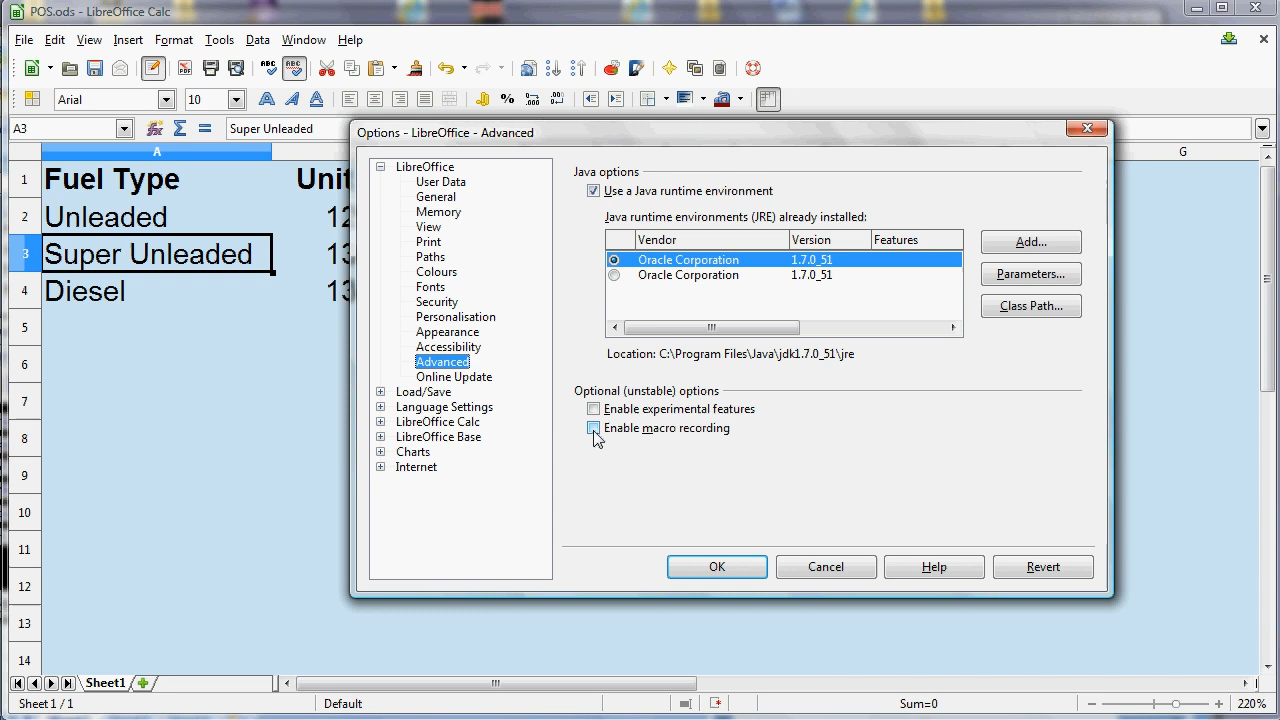 POS.ods - LibreOffice Calc
File Edit View Insert Format Tools Data Window Help
Arial 10
A3 Super Unleaded
A G
1 Fuel Type Unit
2 Unleaded 12
3 Super Unleaded 13
4 Diesel 13
5
6
7
8
9
10
11
12
13
14
Options - LibreOffice - Advanced
LibreOffice
User Data
General
Memory
View
Print
Paths
Colours
Fonts
Security
Personalisation
Appearance
Accessibility
Advanced
Online Update
Load/Save
Language Settings
LibreOffice Calc
LibreOffice Base
Charts
Internet
Java options
Use a Java runtime environment
Java runtime environments (JRE) already installed:
Vendor Version Features
Oracle Corporation 1.7.0_51
Oracle Corporation 1.7.0_51
Add...
Parameters...
Class Path...
Location: C:\Program Files\Java\jdk1.7.0_51\jre
Optional (unstable) options
Enable experimental features
Enable macro recording
OK Cancel Help Revert
Sheet1
Sheet 1 / 1 Default Sum=0 220%